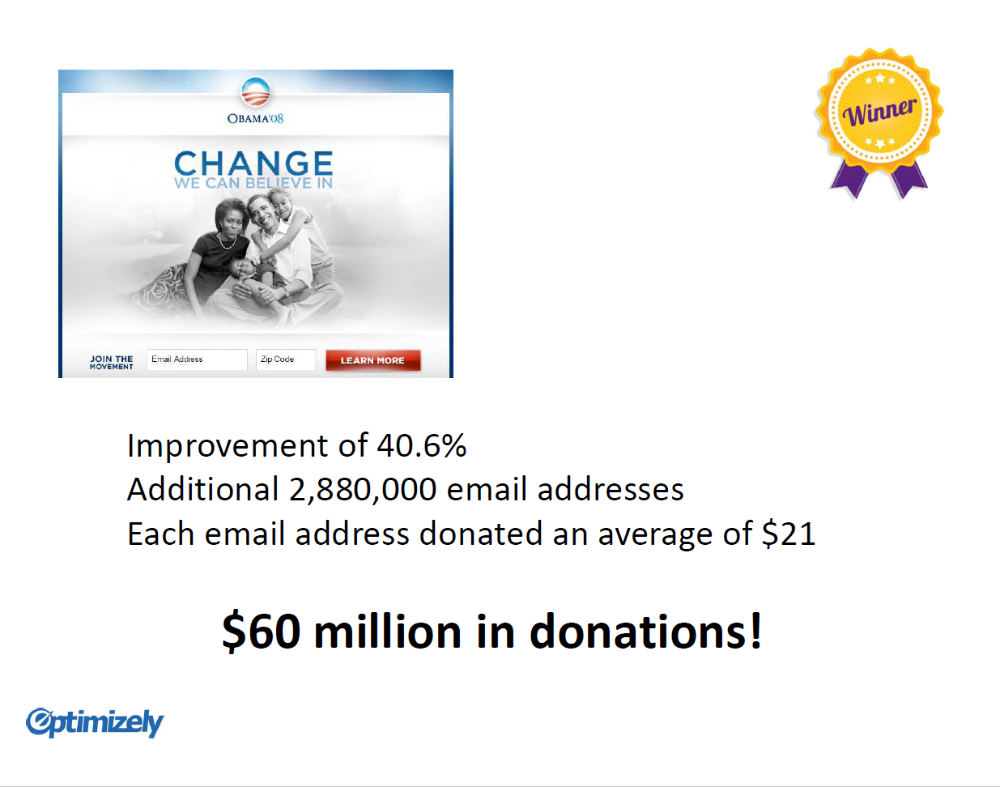 OBAMA'08
CHANGE
WE CAN BELIEVE IN
JOIN THE
MOVEMENT
Email Address
Zip Code
LEARN MORE
Winner
Improvement of 40.6%
Additional 2,880,000 email addresses
Each email address donated an average of $21
$60 million in donations!
Optimizely